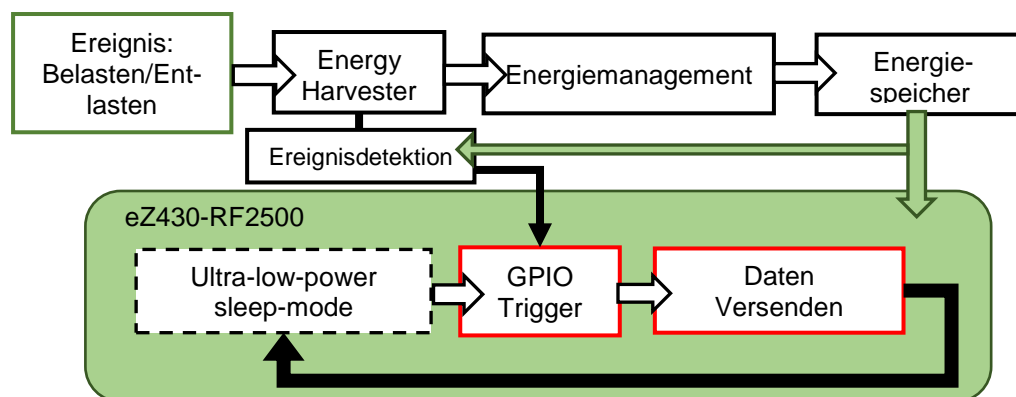 Ereignis:
Belasten/Ent-
lasten
Energy
Harvester
Energiemanagement
Energie-
speicher
Ereignisdetektion
eZ430-RF2500
Ultra-low-power
sleep-mode
GPIO
Trigger
Daten
Versenden